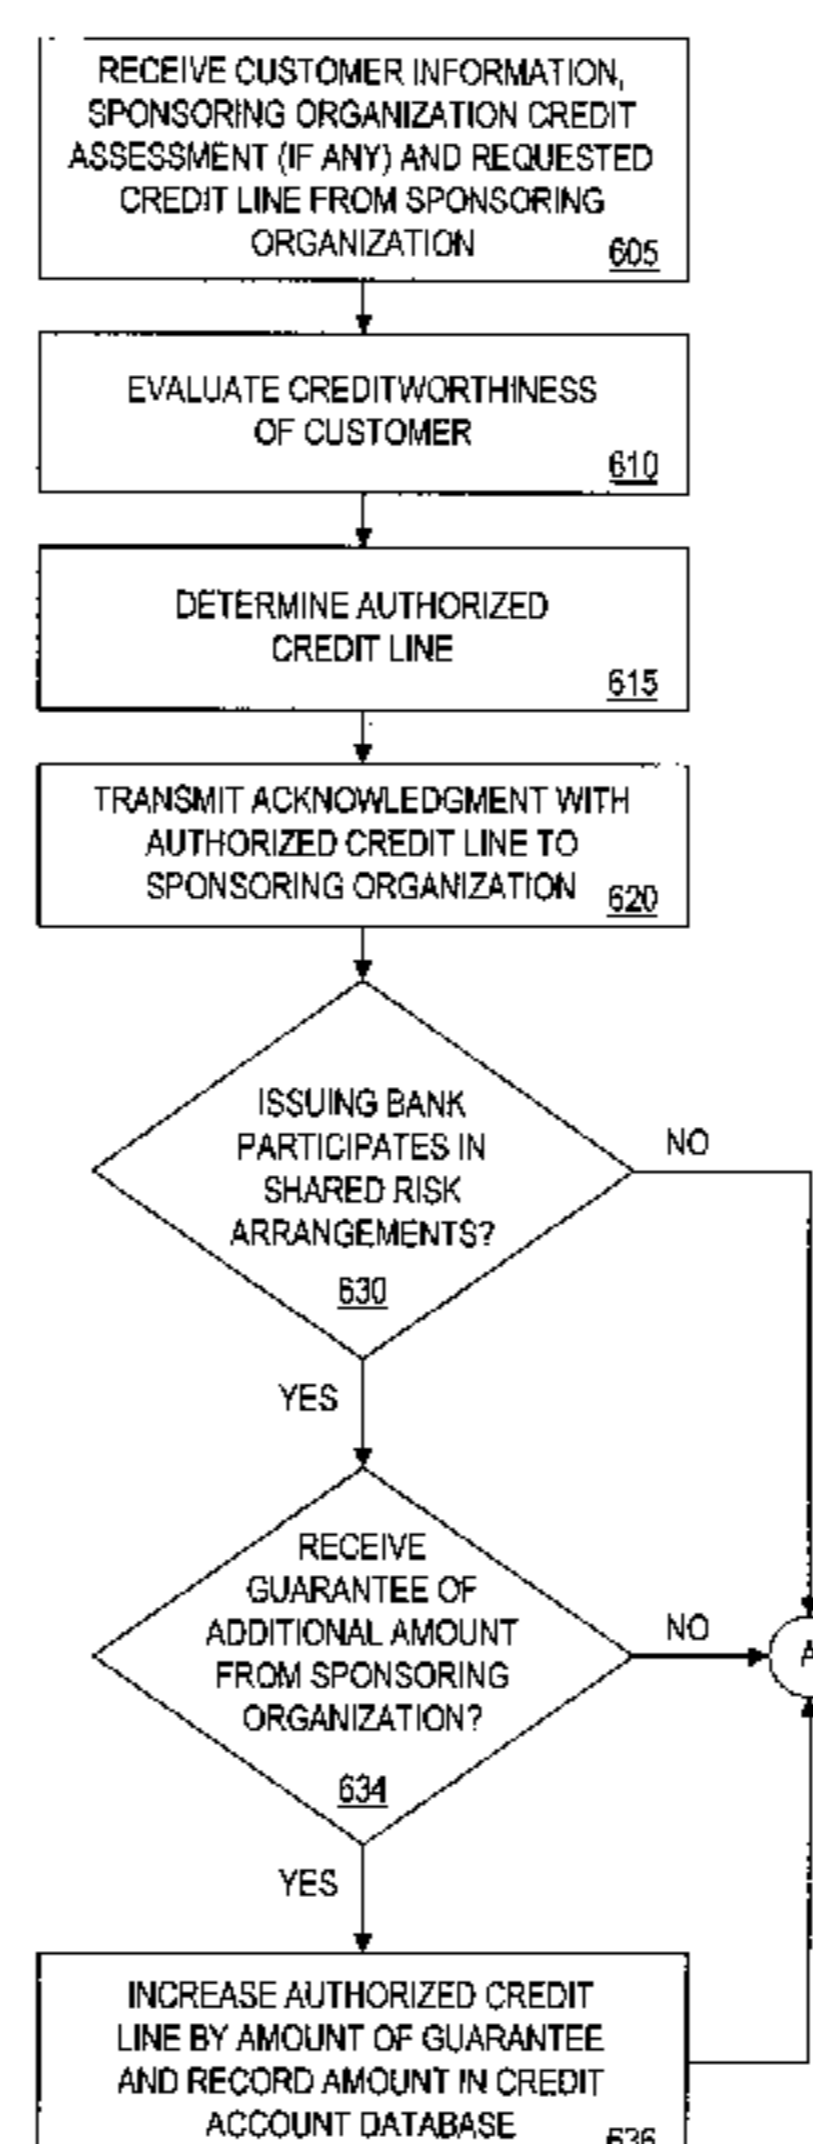 RECEIVE CUSTOMER INFORMATION,
SPONSORING ORGANIZATION CREDIT
ASSESSMENT (IF ANY) AND REQUESTED
CREDIT LINE FROM SPONSORING
ORGANIZATION
605
EVALUATE CREDITWORTHINESS
OF CUSTOMER
610
DETERMINE AUTHORIZED
CREDIT LINE
615
TRANSMIT ACKNOWLEDGMENT WITH
AUTHORIZED CREDIT LINE TO
SPONSORING ORGANIZATION
620
ISSUING BANK
PARTICIPATES IN
SHARED RISK
ARRANGEMENTS?
630
NO
YES
RECEIVE
GUARANTEE OF
ADDITIONAL AMOUNT
FROM SPONSORING
ORGANIZATION?
634
NO
A
YES
INCREASE AUTHORIZED CREDIT
LINE BY AMOUNT OF GUARANTEE
AND RECORD AMOUNT IN CREDIT
ACCOUNT DATABASE
636